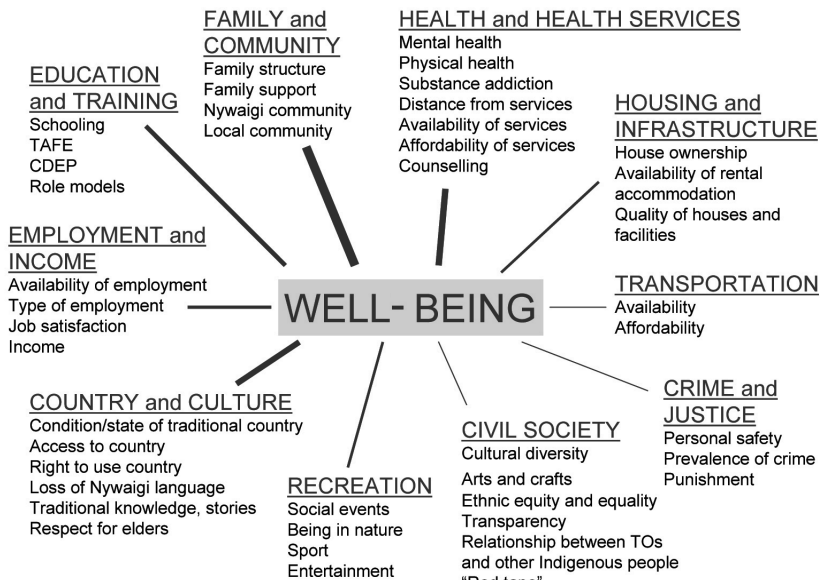 FAMILY and
COMMUNITY
Family structure
Family support
Nywaigi community
Local community
HEALTH and HEALTH SERVICES
Mental health
Physical health
Substance addiction
Distance from services
Availability of services
Affordability of services
Counselling
EDUCATION
and TRAINING
Schooling
TAFE
CDEP
Role models
HOUSING and
INFRASTRUCTURE
House ownership
Availability of rental
accommodation
Quality of houses and
facilities
EMPLOYMENT and
INCOME
Availability of employment
Type of employment
Job satisfaction
Income
WELL- BEING
TRANSPORTATION
Availability
Affordability
COUNTRY and CULTURE
Condition/state of traditional country
Access to country
Right to use country
Loss of Nywaigi language
Traditional knowledge, stories
Respect for elders
RECREATION
Social events
Being in nature
Sport
Entertainment
CIVIL SOCIETY
Cultural diversity
Arts and crafts
Ethnic equity and equality
Transparency
Relationship between TOs
and other Indigenous people
"Red tape"
CRIME and
JUSTICE
Personal safety
Prevalence of crime
Punishment